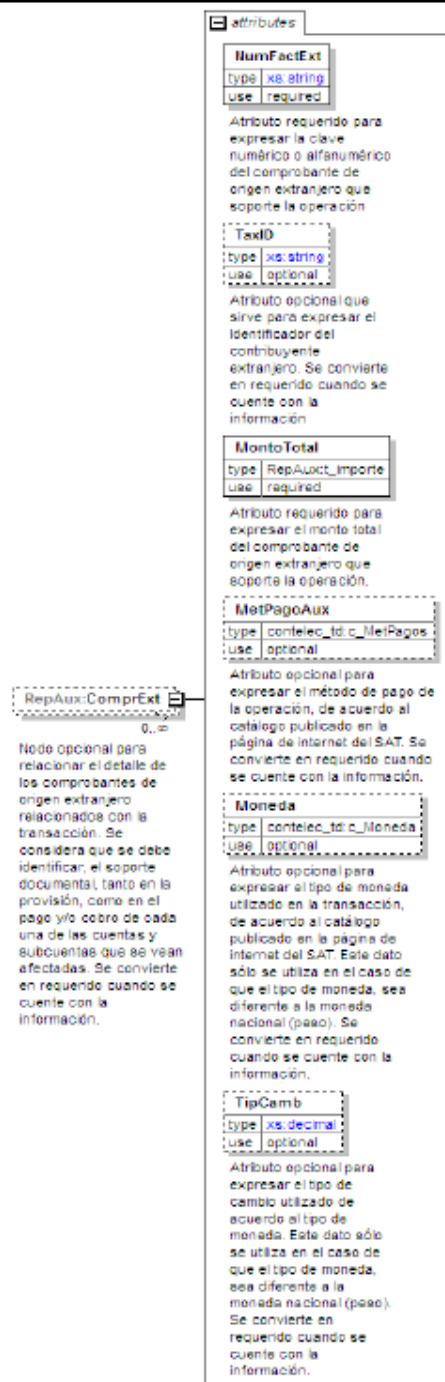 attributes
NumFactExt
type xs:string
use required
Atributo requerido para
expresar la clave
numérico o alfanumérico
del comprobante de
origen extranjero que
soporte la operación
TaxID
type xs:string
use optional
Atributo opcional que
sirve para expresar el
Identificador del
contribuyente
extranjero. Se convierte
en requerido cuando se
cuente con la
información
MontoTotal
type RepAux:t_Importe
use required
Atributo requerido para
expresar el monto total
del comprobante de
origen extranjero que
soporte la operación.
MetPagoAux
type contelec_td:c_MetPagos
use optional
Atributo opcional para
expresar el método de pago de
la operación, de acuerdo al
catálogo publicado en la
página de internet del SAT. Se
convierte en requerido cuando
se cuente con la información.
RepAux:ComprExt
0..∞
Nodo opcional para
relacionar el detalle de
los comprobantes de
origen extranjero
relacionados con la
transacción. Se
considera que se debe
identificar, el soporte
documental, tanto en la
provisión, como en el
pago y/o cobro de cada
una de las cuentas y
subcuentas que se vean
afectadas. Se convierte
en requerido cuando se
cuente con la
información.
Moneda
type contelec_td:c_Moneda
use optional
Atributo opcional para
expresar el tipo de moneda
utilizado en la transacción,
de acuerdo al catálogo
publicado en la página de
internet del SAT. Este dato
sólo se utiliza en el caso de
que el tipo de moneda, sea
diferente a la moneda
nacional (peso). Se
convierte en requerido
cuando se cuente con la
información.
TipCamb
type xs:decimal
use optional
Atributo opcional para
expresar el tipo de
cambio utilizado de
acuerdo al tipo de
moneda. Este dato sólo
se utiliza en el caso de
que el tipo de moneda,
sea diferente a la
moneda nacional (peso).
Se convierte en
requerido cuando se
cuente con la
información.